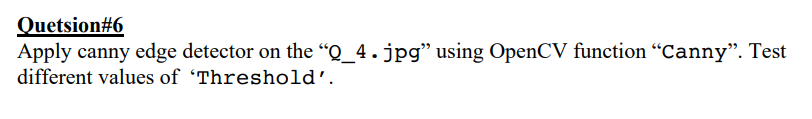 Quetsion#6
Apply canny edge detector on the “Q_4.jpg” using OpenCV function “Canny”. Test
different values of ‘Threshold’.